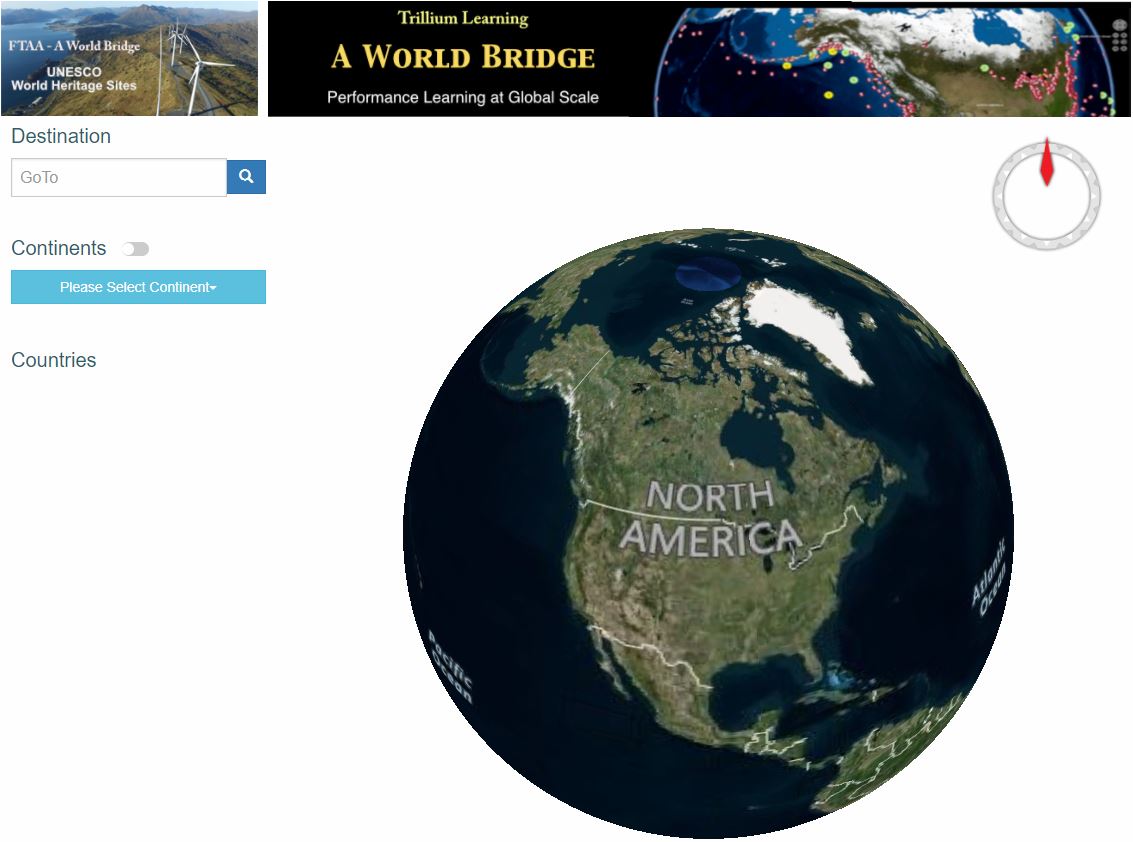 FTAA - A World Bridge
UNESCO
World Heritage Sites
Trillium Learning
A WORLD BRIDGE
Performance Learning at Global Scale
Destination
GoTo
Continents
Please Select Continent
Countries
NORTH
AMERICA
Atlantic
Ocean
Pacific
Ocean